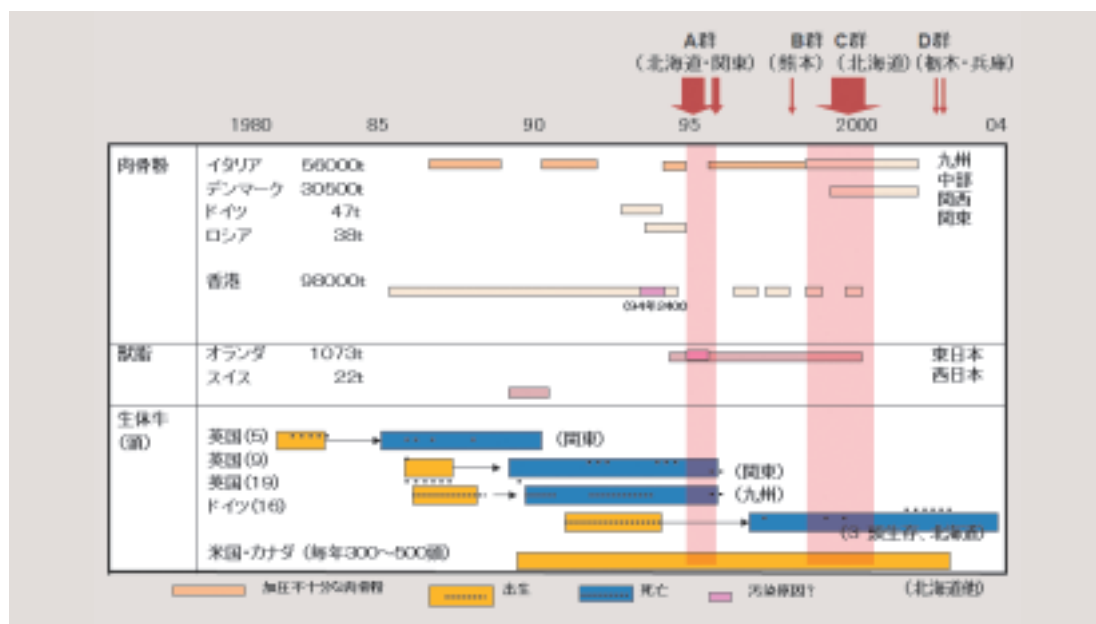 A群 B群 C群 D群
(北海道・関東) (熊本) (北海道) (栃木・兵庫)
1980 85 90 95 2000 04
肉骨粉 イタリア 56000t 九州
デンマーク 30500t 中部
ドイツ 47t 関西
ロシア 38t 関東
香港 98000t
獣脂 オランダ 1073t 東日本
スイス 22t 西日本
生体牛
(頭)
英国(5) (関東)
英国(9) (関東)
英国(19) (九州)
ドイツ(16)
(3 頭生存、北海道)
米国・カナダ (毎年300〜500頭)
加圧不十分な肉骨粉 出生 死亡 汚染原因? (北海道他)